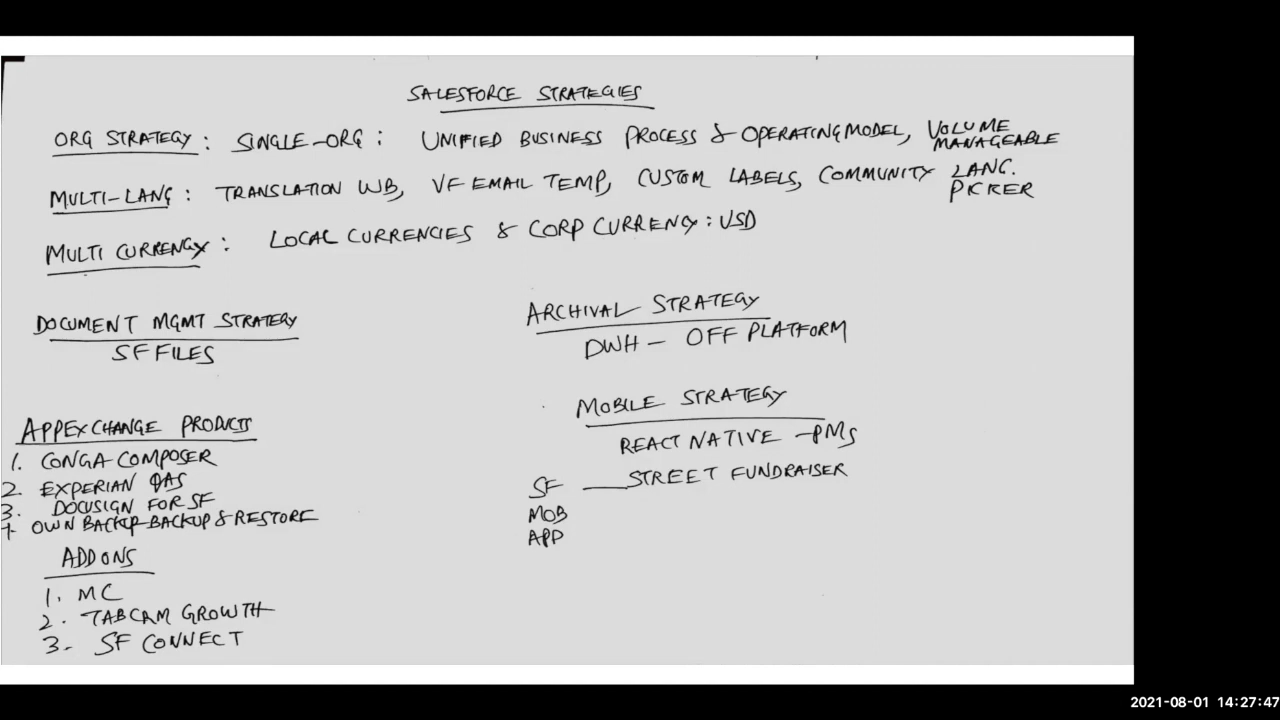 SALESFORCE STRATEGIES
ORG STRATEGY : SINGLE-ORG : UNIFIED BUSINESS PROCESS & OPERATING MODEL, VOLUME
MANAGEABLE
MULTI-LANG : TRANSLATION WB, VF EMAIL TEMP, CUSTOM LABELS, COMMUNITY LANG.
PICKER
MULTI CURRENCY : LOCAL CURRENCIES & CORP CURRENCY : USD
DOCUMENT MGMT STRATERY
SF FILES
ARCHIVAL STRATEGY
DWH - OFF PLATFORM
APPEXCHANGE PRODUCTS
1. CONGA COMPOSER
2. EXPERIAN QAS
3. DOCUSIGN FOR SF
4. OWN BACKUP-BACKUP & RESTORE
ADDONS
1. MC
2. TABCRM GROWTH
3- SF CONNECT
MOBILE STRATEGY
REACT NATIVE - PMS
SF ___ STREET FUNDRAISER
MOB
APP
2021-08-01 14:27:47